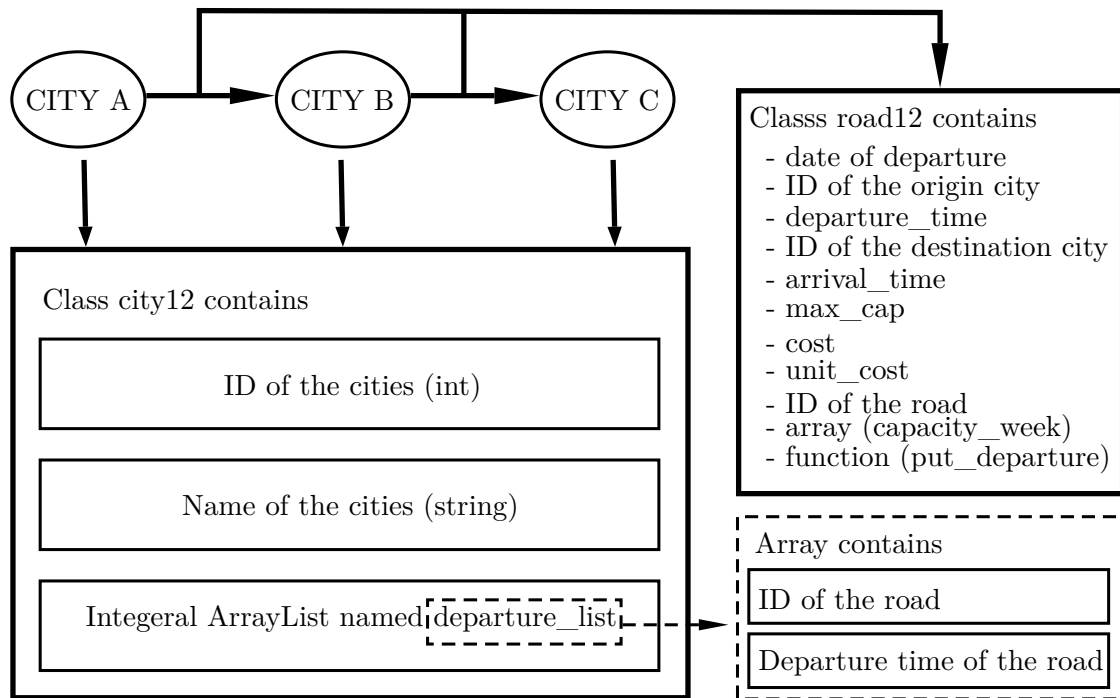 CITY A
CITY B
CITY C
Classs road12 contains
- date of departure
- ID of the origin city
- departure_time
- ID of the destination city
- arrival_time
- max_cap
- cost
- unit_cost
- ID of the road
- array (capacity_week)
- function (put_departure)
Class city12 contains
ID of the cities (int)
Name of the cities (string)
Integeral ArrayList named departure_list
Array contains
ID of the road
Departure time of the road